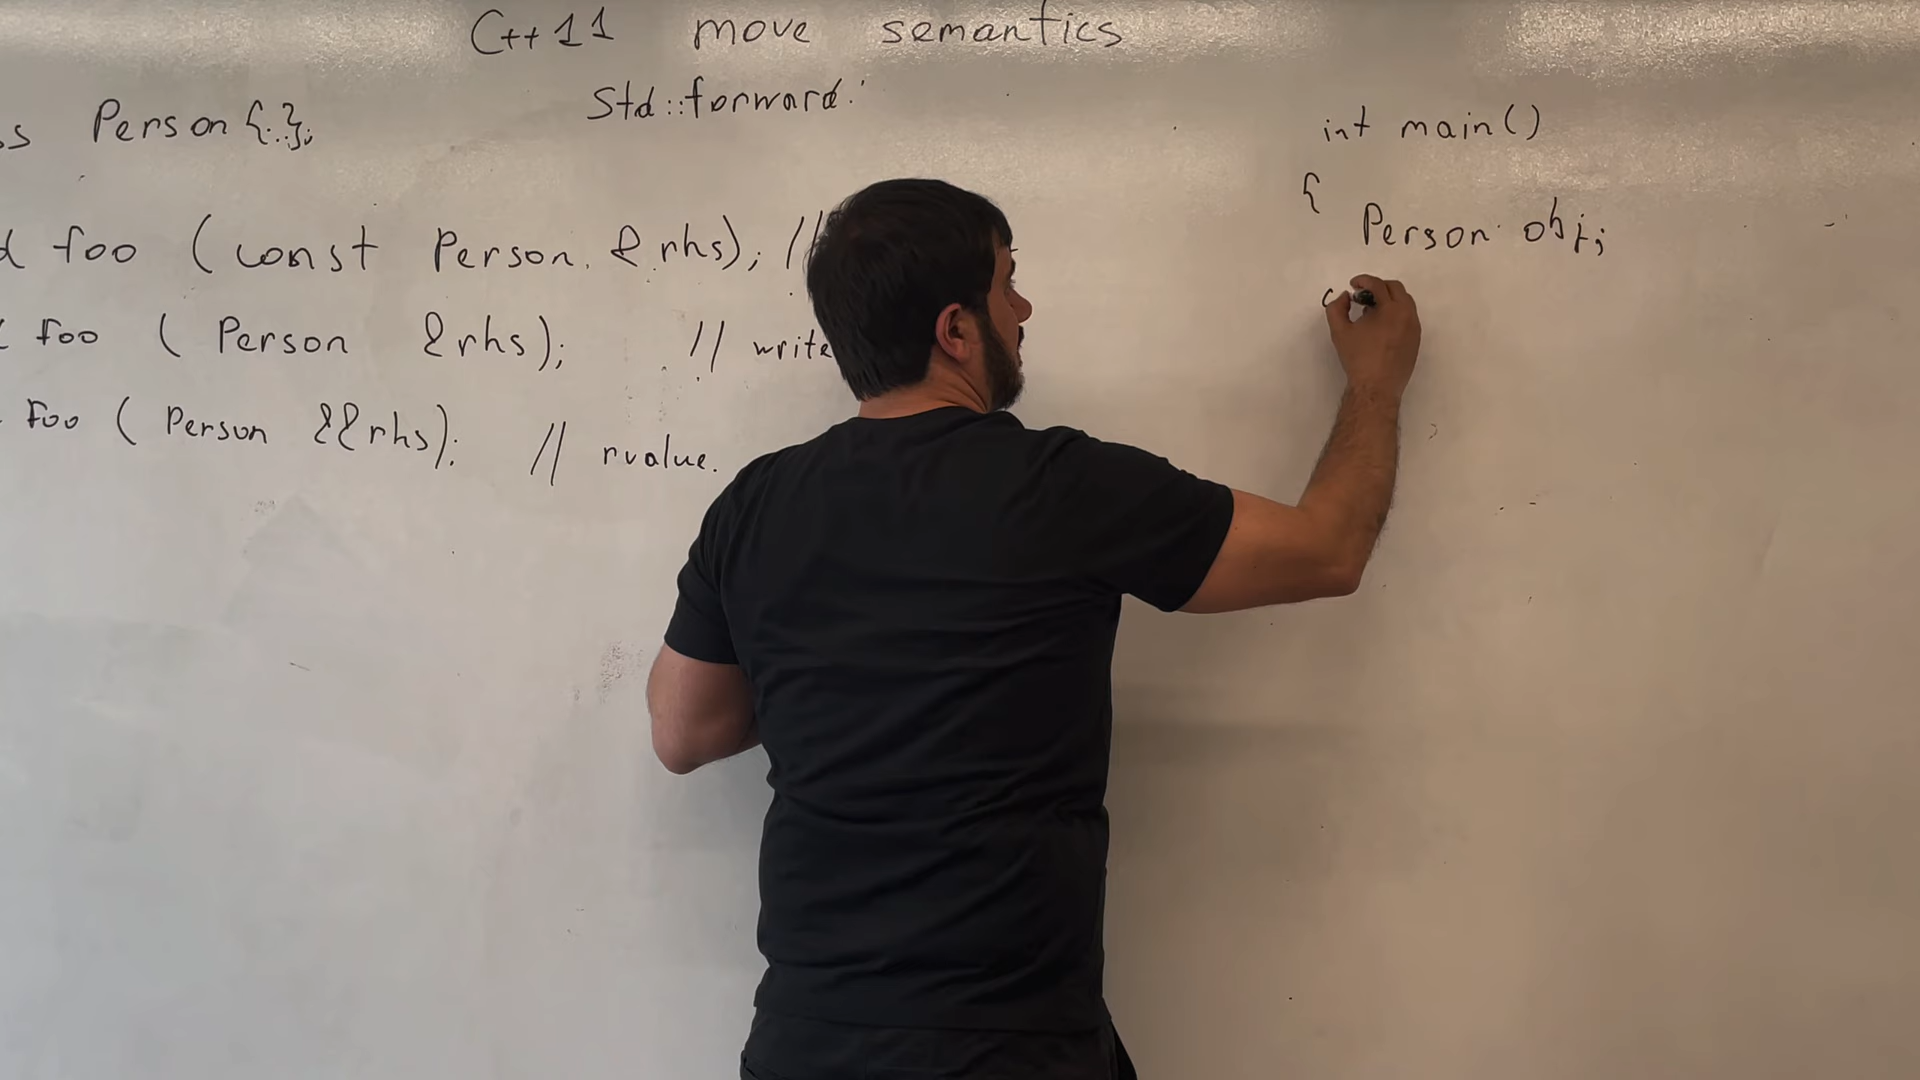 C++11 move semantics
std::forward.
Person {...};
foo (const Person &rhs); //
foo ( Person &rhs); // write
foo ( Person &&rhs); // rvalue.
int main()
{
Person obj;